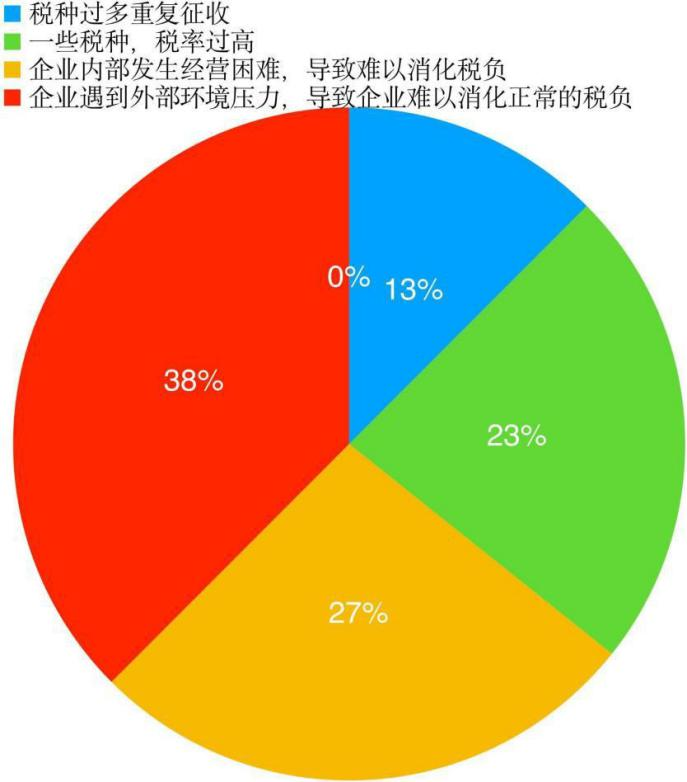 税种过多重复征收
一些税种，税率过高
企业内部发生经营困难，导致难以消化税负
企业遇到外部环境压力，导致企业难以消化正常的税负
0%
13%
38%
23%
27%